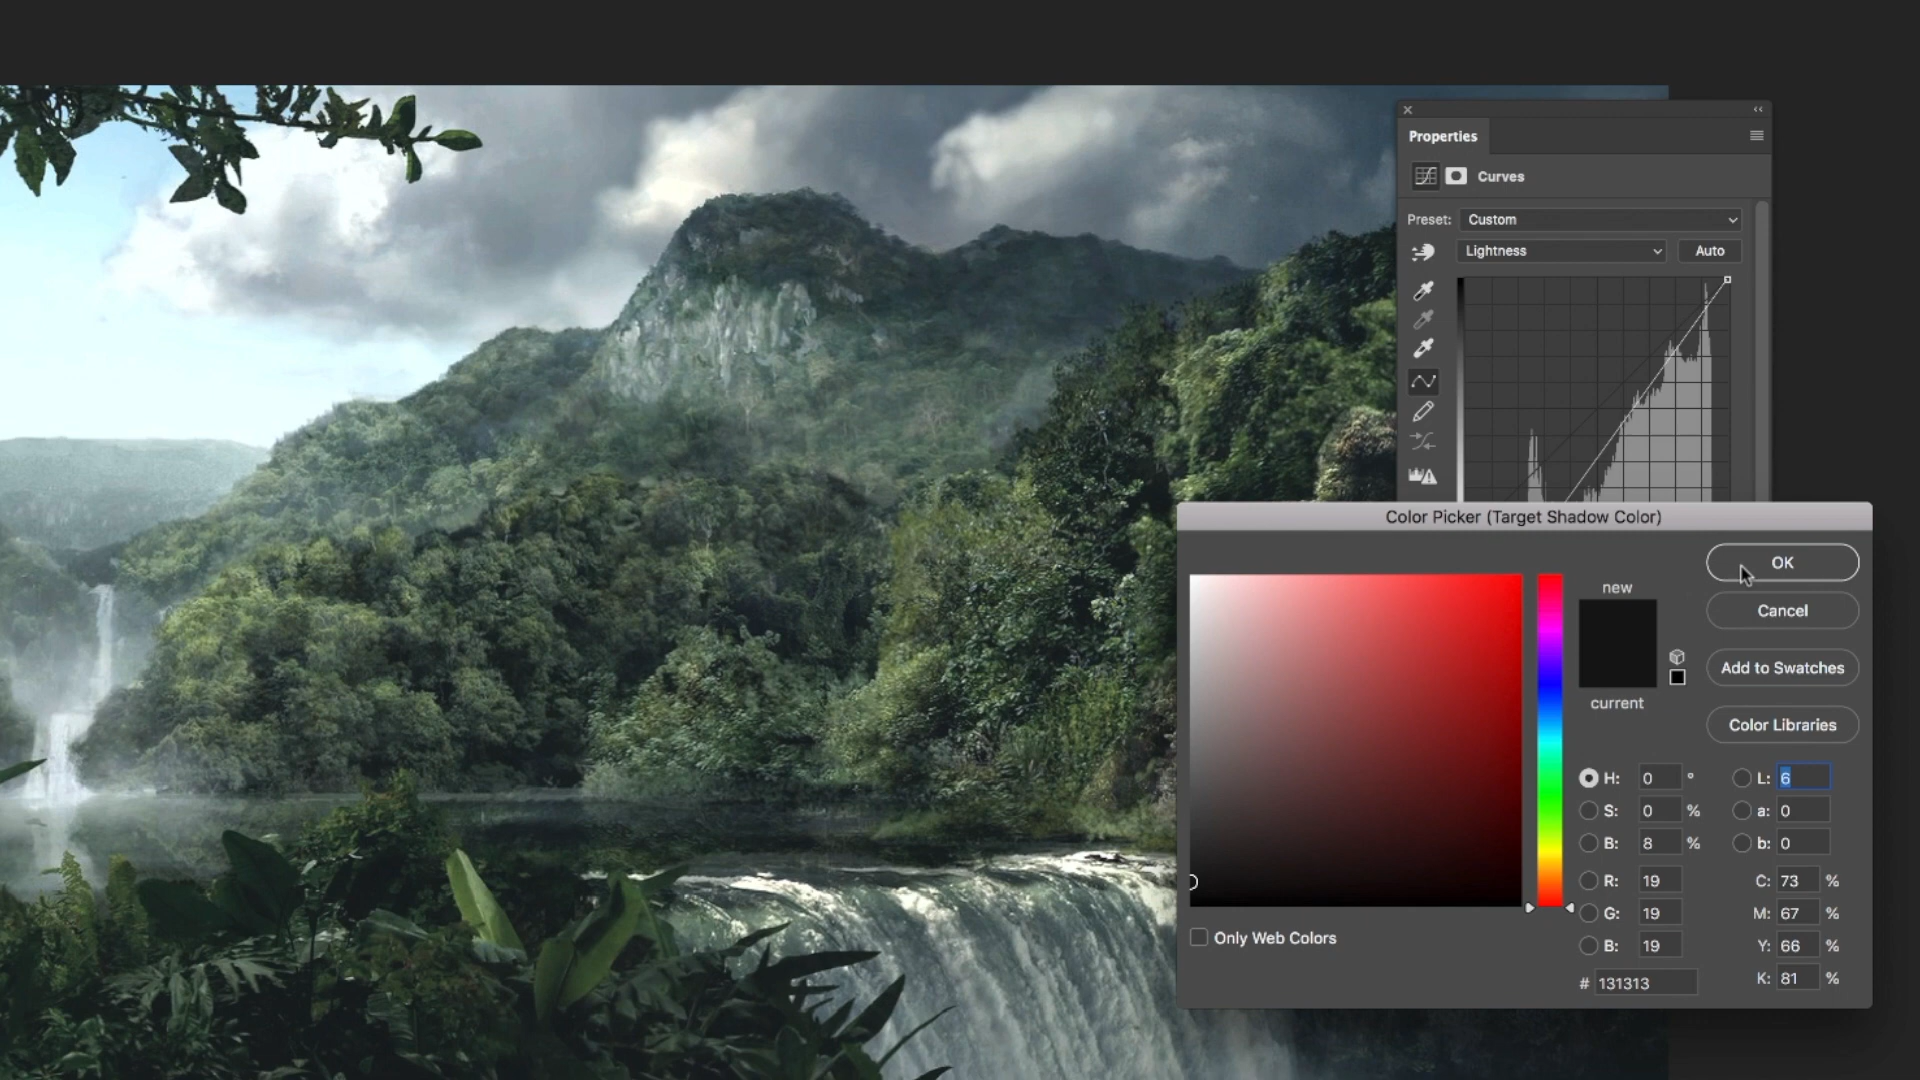 Properties
Curves
Preset: Custom
Lightness Auto
Color Picker (Target Shadow Color)
new
current
OK
Cancel
Add to Swatches
Color Libraries
H: 0 °
S: 0 %
B: 8 %
R: 19
G: 19
B: 19
# 131313
L: 6
a: 0
b: 0
C: 73 %
M: 67 %
Y: 66 %
K: 81 %
Only Web Colors